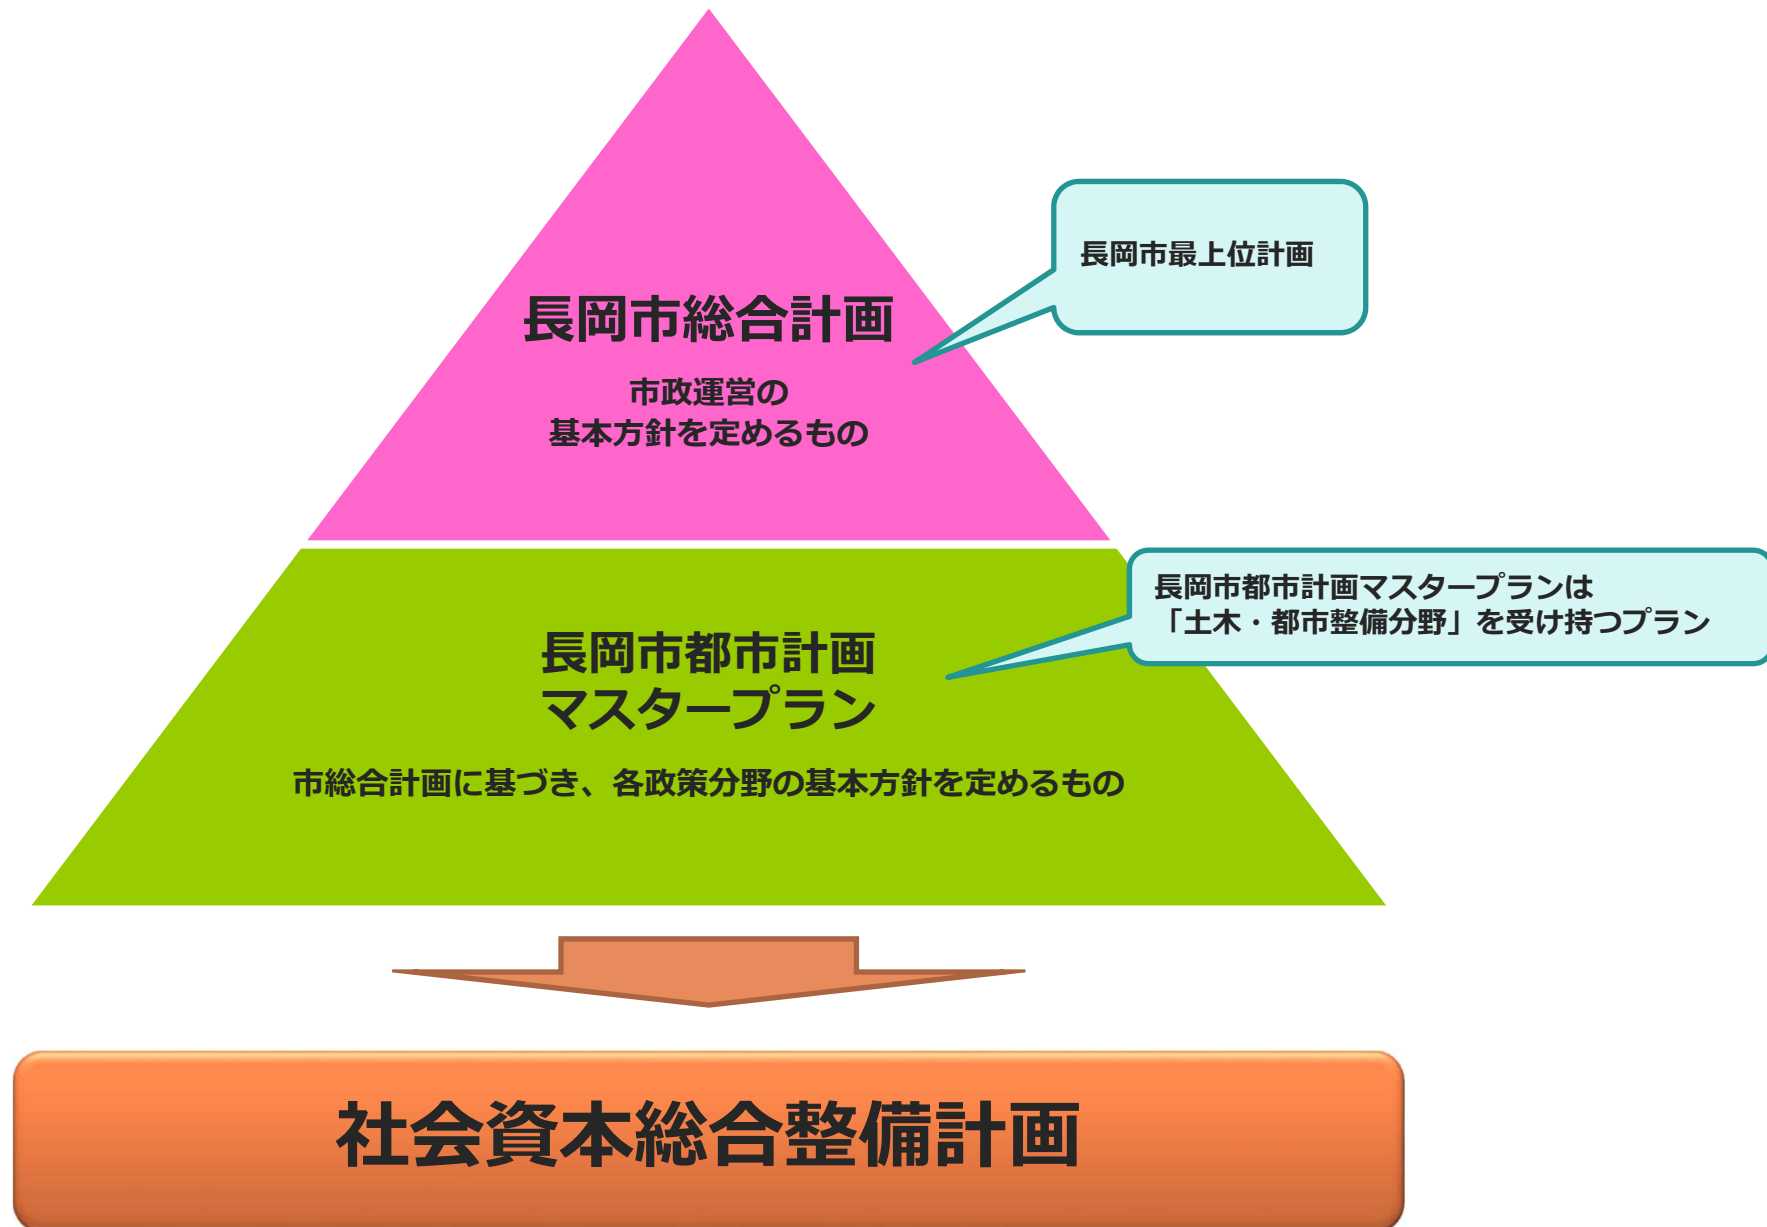 長岡市最上位計画
長岡市総合計画
市政運営の
基本方針を定めるもの
長岡市都市計画マスタープランは
「土木・都市整備分野」を受け持つプラン
長岡市都市計画
マスタープラン
市総合計画に基づき、各政策分野の基本方針を定めるもの
社会資本総合整備計画